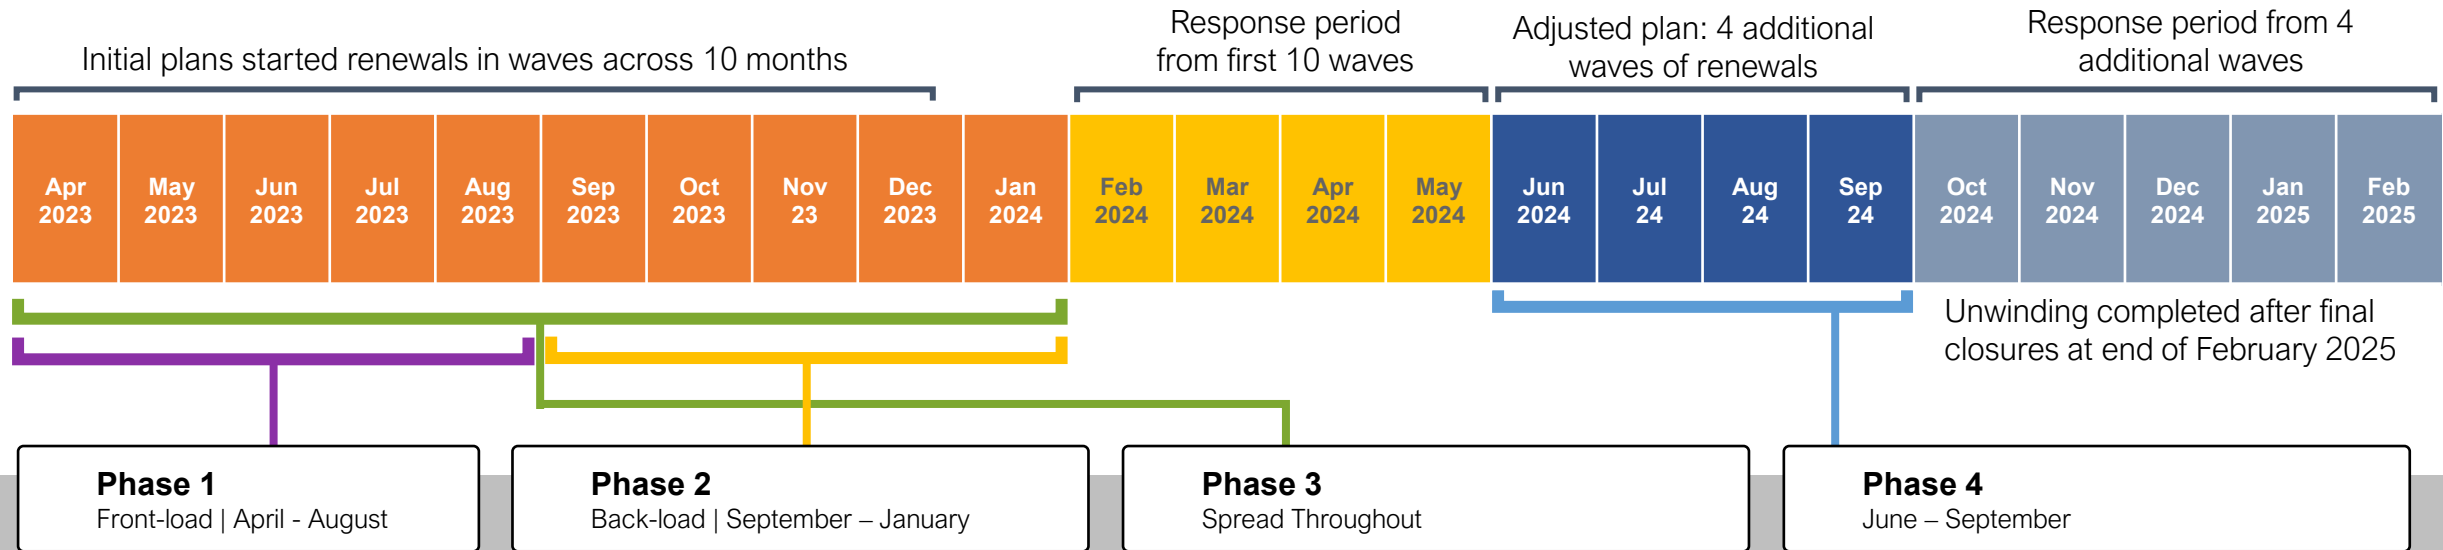 Initial plans started renewals in waves across 10 months
Response period
from first 10 waves
Adjusted plan: 4 additional
waves of renewals
Response period from 4
additional waves
Apr
2023
May
2023
Jun
2023
Jul
2023
Aug
2023
Sep
2023
Oct
2023
Nov
23
Dec
2023
Jan
2024
Feb
2024
Mar
2024
Apr
2024
May
2024
Jun
2024
Jul
24
Aug
24
Sep
24
Oct
2024
Nov
2024
Dec
2024
Jan
2025
Feb
2025
Unwinding completed after final
closures at end of February 2025
Phase 1
Front-load | April - August
Phase 2
Back-load | September – January
Phase 3
Spread Throughout
Phase 4
June – September